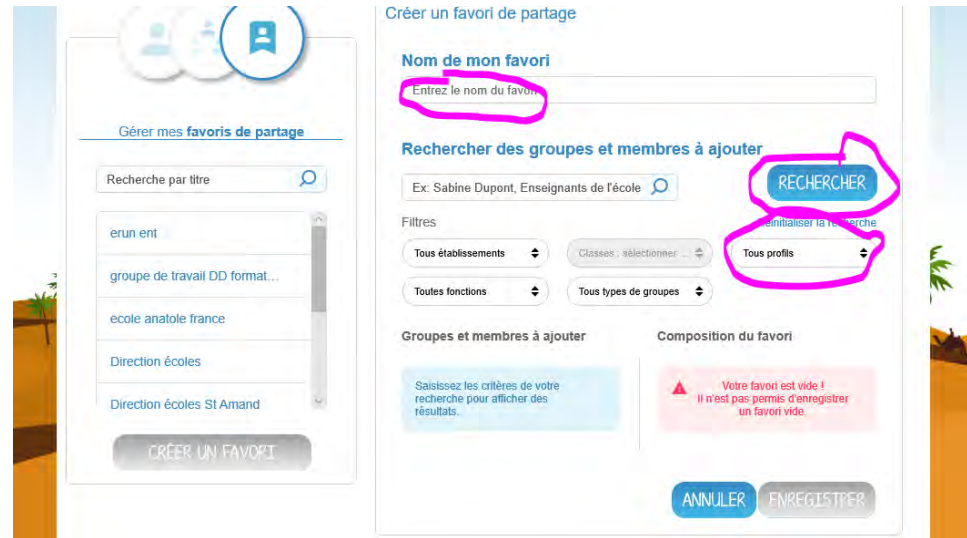 Créer un favori de partage
Nom de mon favori
Entrez le nom du favori
Gérer mes favoris de partage
Recherche par titre
erun ent
groupe de travail DD format...
ecole anatole france
Direction écoles
Direction écoles St Amand
CRÉER UN FAVORI
Rechercher des groupes et membres à ajouter
Ex: Sabine Dupont, Enseignants de l'école
RECHERCHER
Filtres
Réinitialiser la recherche
Tous établissements
Classes : sélectionner ...
Tous profils
Toutes fonctions
Tous types de groupes
Groupes et membres à ajouter
Composition du favori
Saisissez les critères de votre
recherche pour afficher des
résultats.
Votre favori est vide !
Il n'est pas permis d'enregistrer
un favori vide
ANNULER
ENREGISTRER